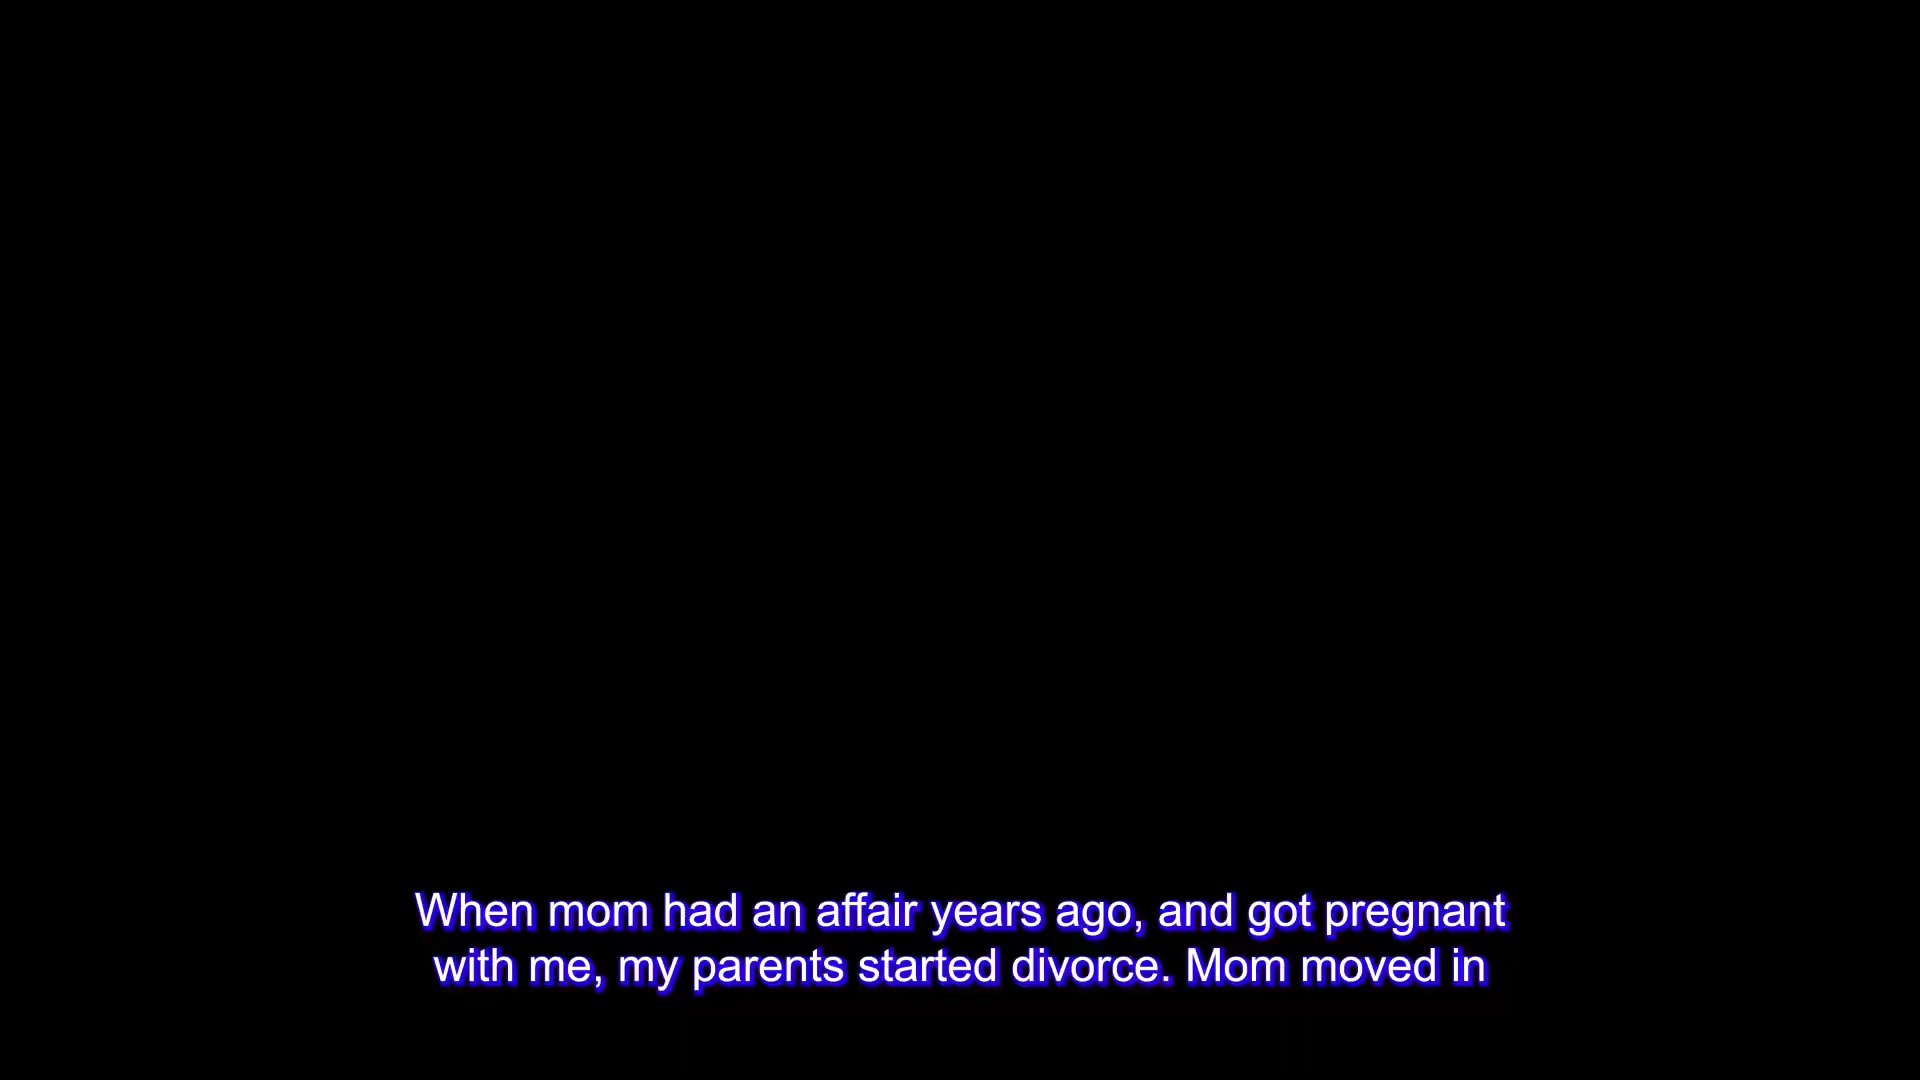 When mom had an affair years ago, and got pregnant
with me, my parents started divorce. Mom moved in